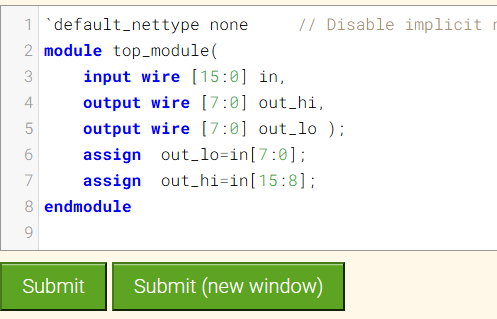 1 `default_nettype none // Disable implicit
2 module top_module(
3 input wire [15:0] in,
4 output wire [7:0] out_hi,
5 output wire [7:0] out_lo );
6 assign out_lo=in[7:0];
7 assign out_hi=in[15:8];
8 endmodule
9
Submit Submit (new window)